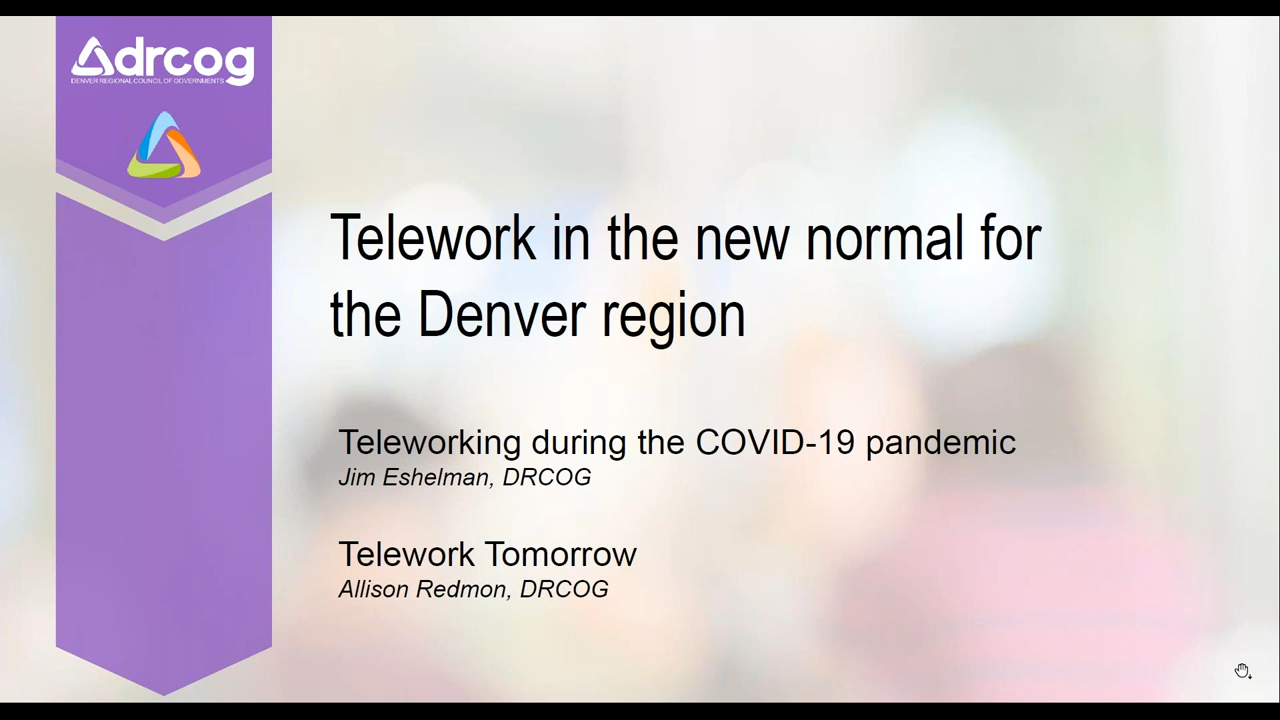 drcog
DENVER REGIONAL COUNCIL OF GOVERNMENTS
Telework in the new normal for
the Denver region
Teleworking during the COVID-19 pandemic
Jim Eshelman, DRCOG
Telework Tomorrow
Allison Redmon, DRCOG